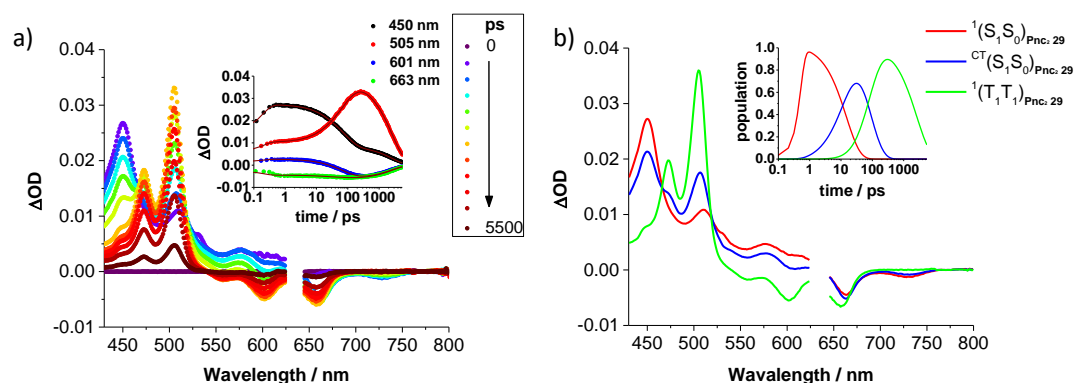 a)
450 nm
505 nm
601 nm
663 nm
ps
0
5500
0.04
0.03
0.02
0.01
0.00
-0.01
ΔOD
450 500 550 600 650 700 750 800
Wavelength / nm
0.04
0.03
0.02
0.01
0.000
-0.01
ΔOD
0.1 1 10 100 1000
time / ps
b)
¹(S₁S₀)Pnc₂ 29
CT(S₁S₀)Pnc₂ 29
¹(T₁T₁)Pnc₂ 29
0.04
0.03
0.02
0.01
0.00
-0.01
ΔOD
450 500 550 600 650 700 750 800
Wavalength / nm
1.0
0.8
0.6
0.4
0.2
0.0
population
0.1 1 10 100 1000
time / ps